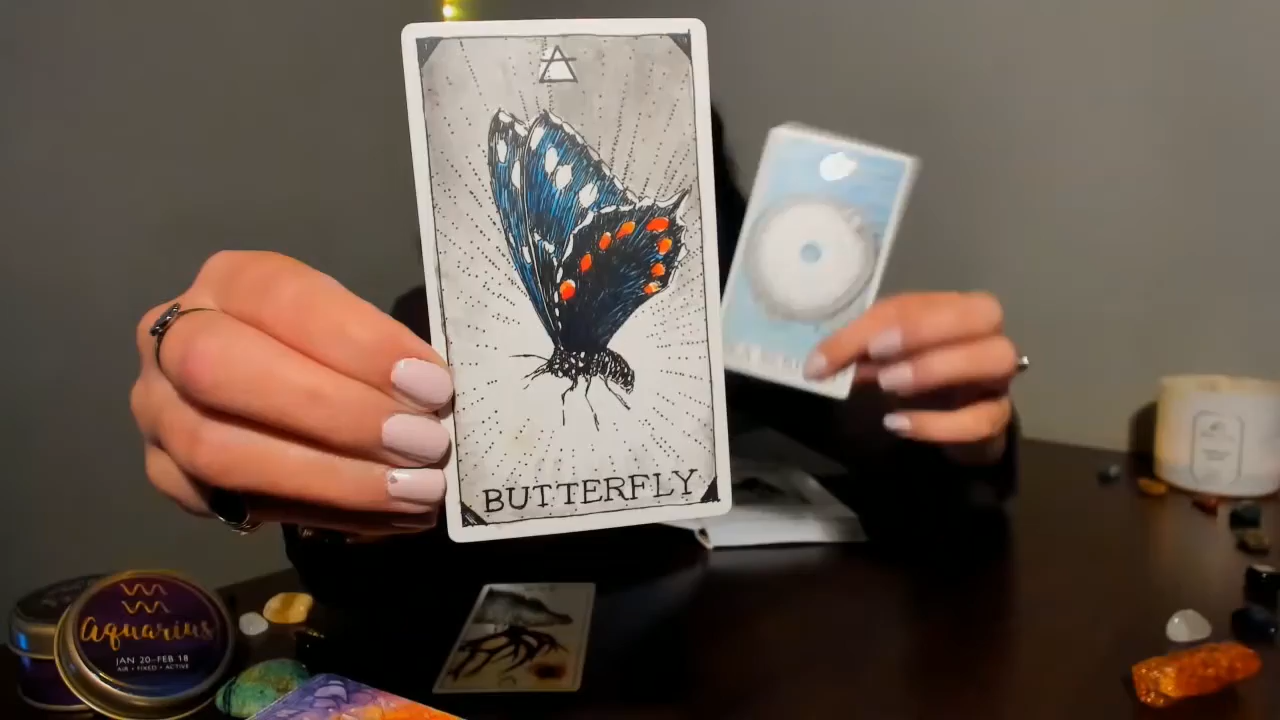 BUTTERFLY
Aquarius
JAN 20-FEB 18
AIR • FIXED • ACTIVE